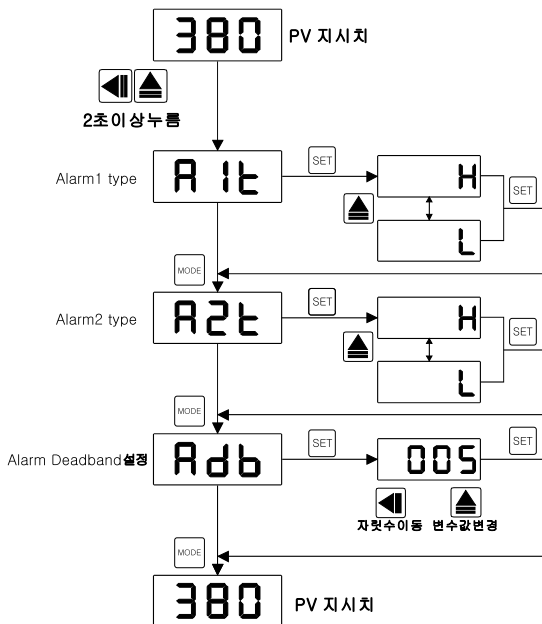 380 PV 지시치
2초이상누름
Alarm1 type A1t SET H SET
L
MODE
Alarm2 type A2t SET H SET
L
MODE
Alarm Deadband설정 Adb SET 005 SET
자릿수이동 변수값변경
MODE
380 PV 지시치